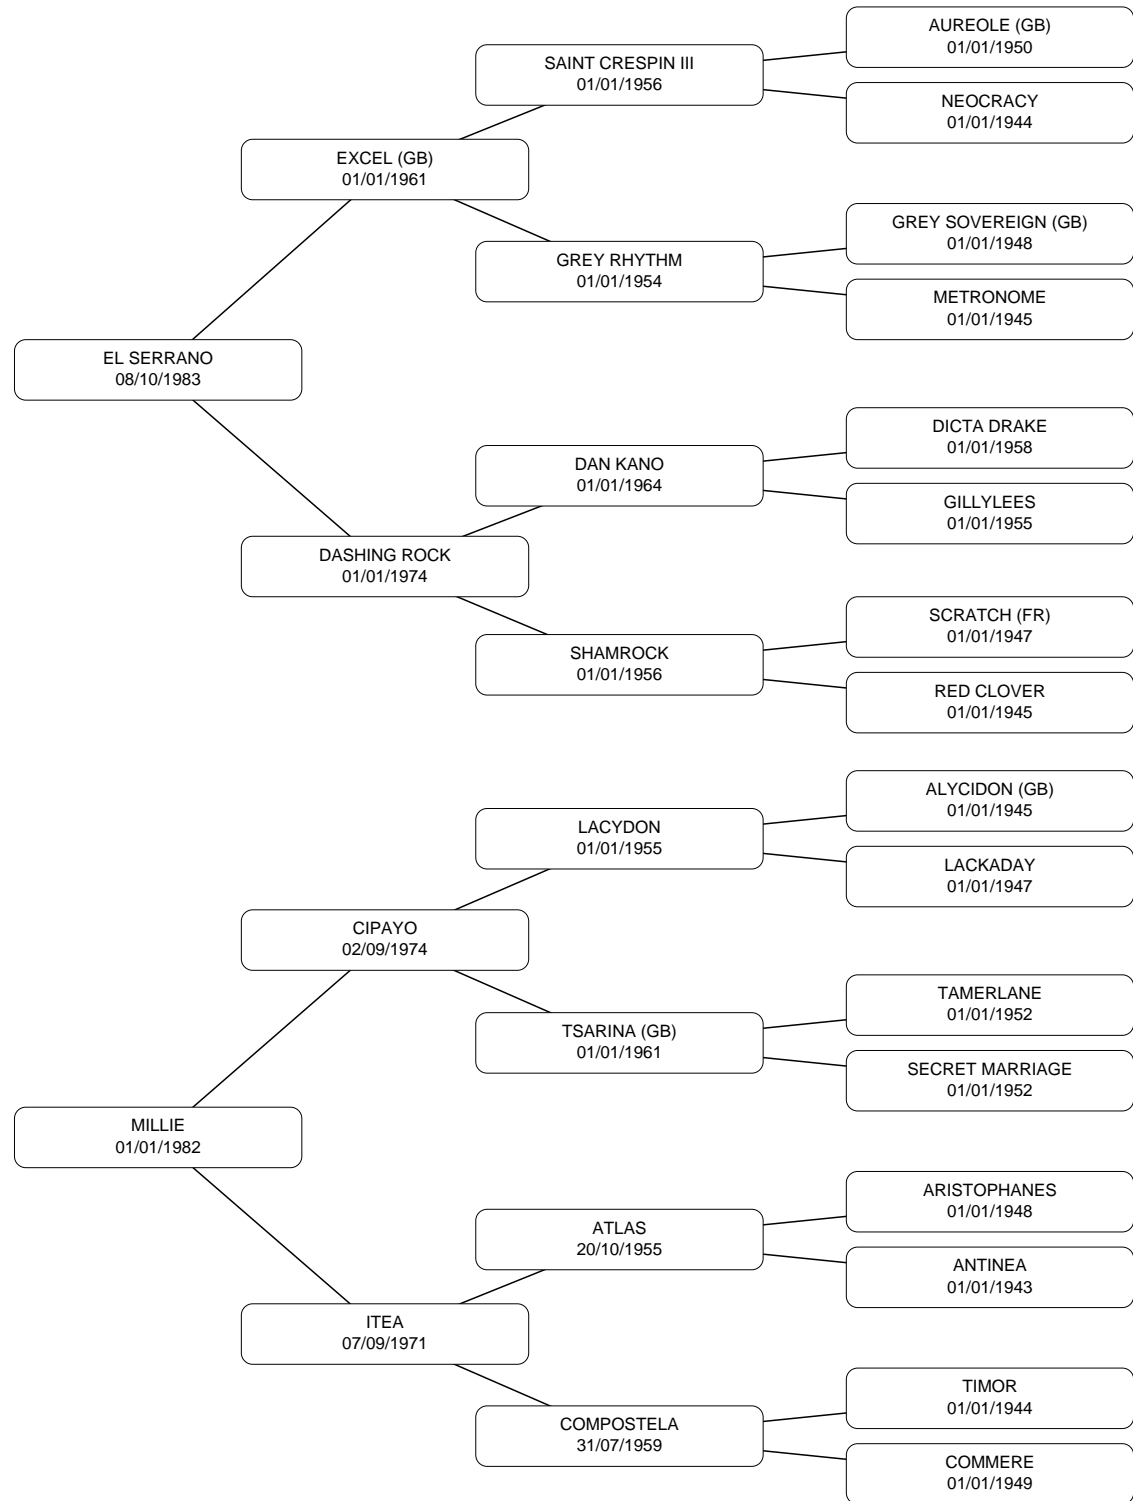 AUREOLE (GB)
01/01/1950
SAINT CRESPIN III
01/01/1956
NEOCRACY
01/01/1944
EXCEL (GB)
01/01/1961
GREY SOVEREIGN (GB)
01/01/1948
GREY RHYTHM
01/01/1954
METRONOME
01/01/1945
EL SERRANO
08/10/1983
DICTA DRAKE
01/01/1958
DAN KANO
01/01/1964
GILLYLEES
01/01/1955
DASHING ROCK
01/01/1974
SCRATCH (FR)
01/01/1947
SHAMROCK
01/01/1956
RED CLOVER
01/01/1945
ALYCIDON (GB)
01/01/1945
LACYDON
01/01/1955
LACKADAY
01/01/1947
CIPAYO
02/09/1974
TAMERLANE
01/01/1952
TSARINA (GB)
01/01/1961
SECRET MARRIAGE
01/01/1952
MILLIE
01/01/1982
ARISTOPHANES
01/01/1948
ATLAS
20/10/1955
ANTINEA
01/01/1943
ITEA
07/09/1971
TIMOR
01/01/1944
COMPOSTELA
31/07/1959
COMMERE
01/01/1949